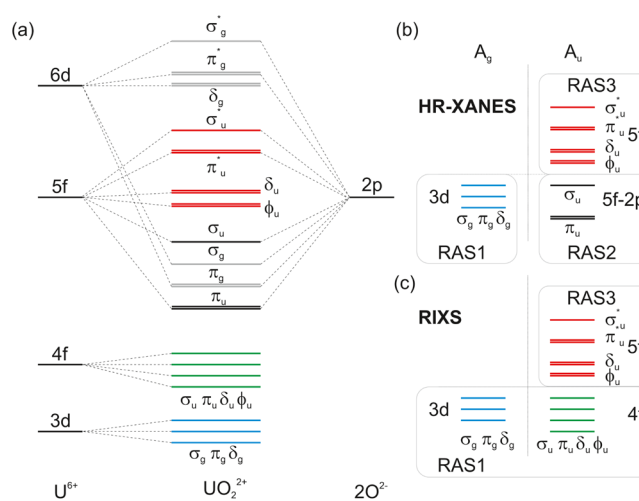 (a)
σ*g
6d
π*g
δg
σ*u
π*u
5f
δu
ϕu
2p
σu
σg
πg
πu
4f
σu πu δu ϕu
3d
σg πg δg
U6+
UO22+
2O2-
(b)
Ag
Au
RAS3
HR-XANES
σ*u
π*u
δu
ϕu
3d
σg πg δg
RAS1
σu
5f-2p
πu
RAS2
(c)
RIXS
RAS3
σ*u
π*u
δu
ϕu
3d
σg πg δg
σu πu δu ϕu
RAS1